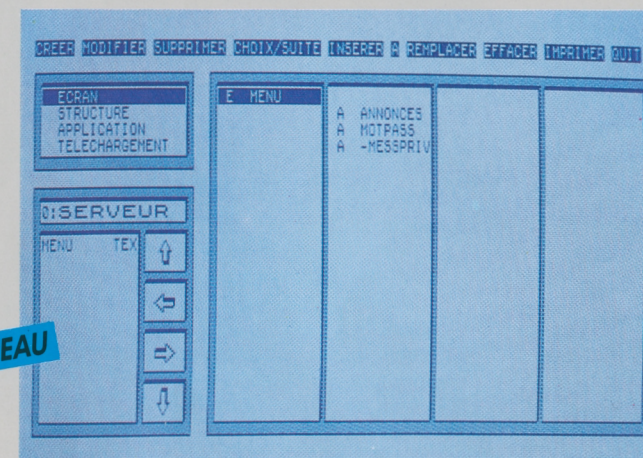 CREER MODIFIER SUPPRIMER CHOIX/SUITE INSERER A REMPLACER EFFACER IMPRIMER QUIT
ECRAN
STRUCTURE
APPLICATION
TELECHARGEMENT
0:SERVEUR
MENU TEX
E MENU
A ANNONCES
A MOTPASS
A -MESSPRIV
EAU